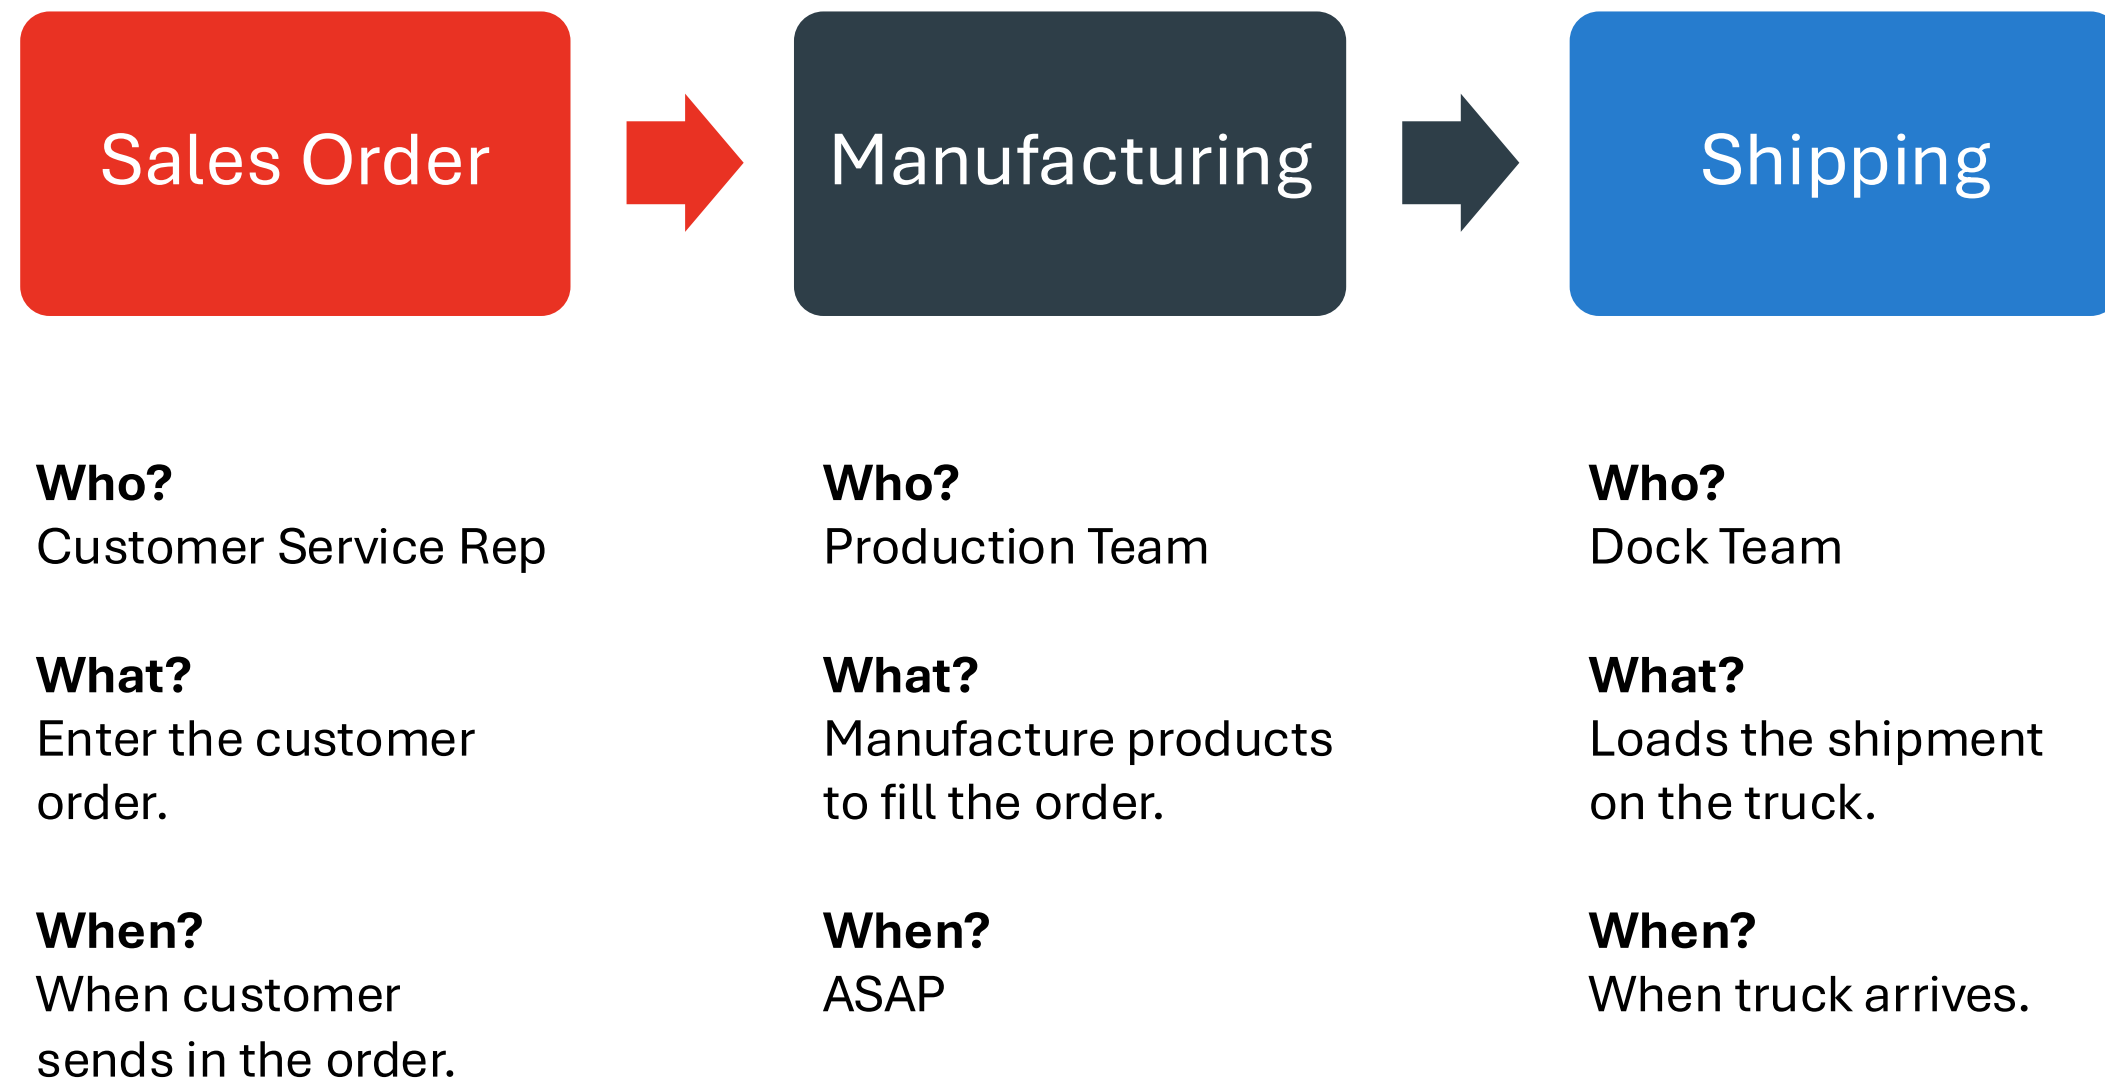 Sales Order
Manufacturing
Shipping
Who?
Customer Service Rep
What?
Enter the customer
order.
When?
When customer
sends in the order.
Who?
Production Team
What?
Manufacture products
to fill the order.
When?
ASAP
Who?
Dock Team
What?
Loads the shipment
on the truck.
When?
When truck arrives.